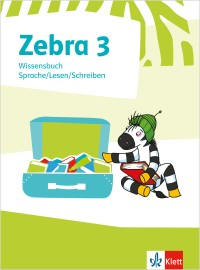 Zebra 3
Wissensbuch
Sprache/Lesen/Schreiben
Klett